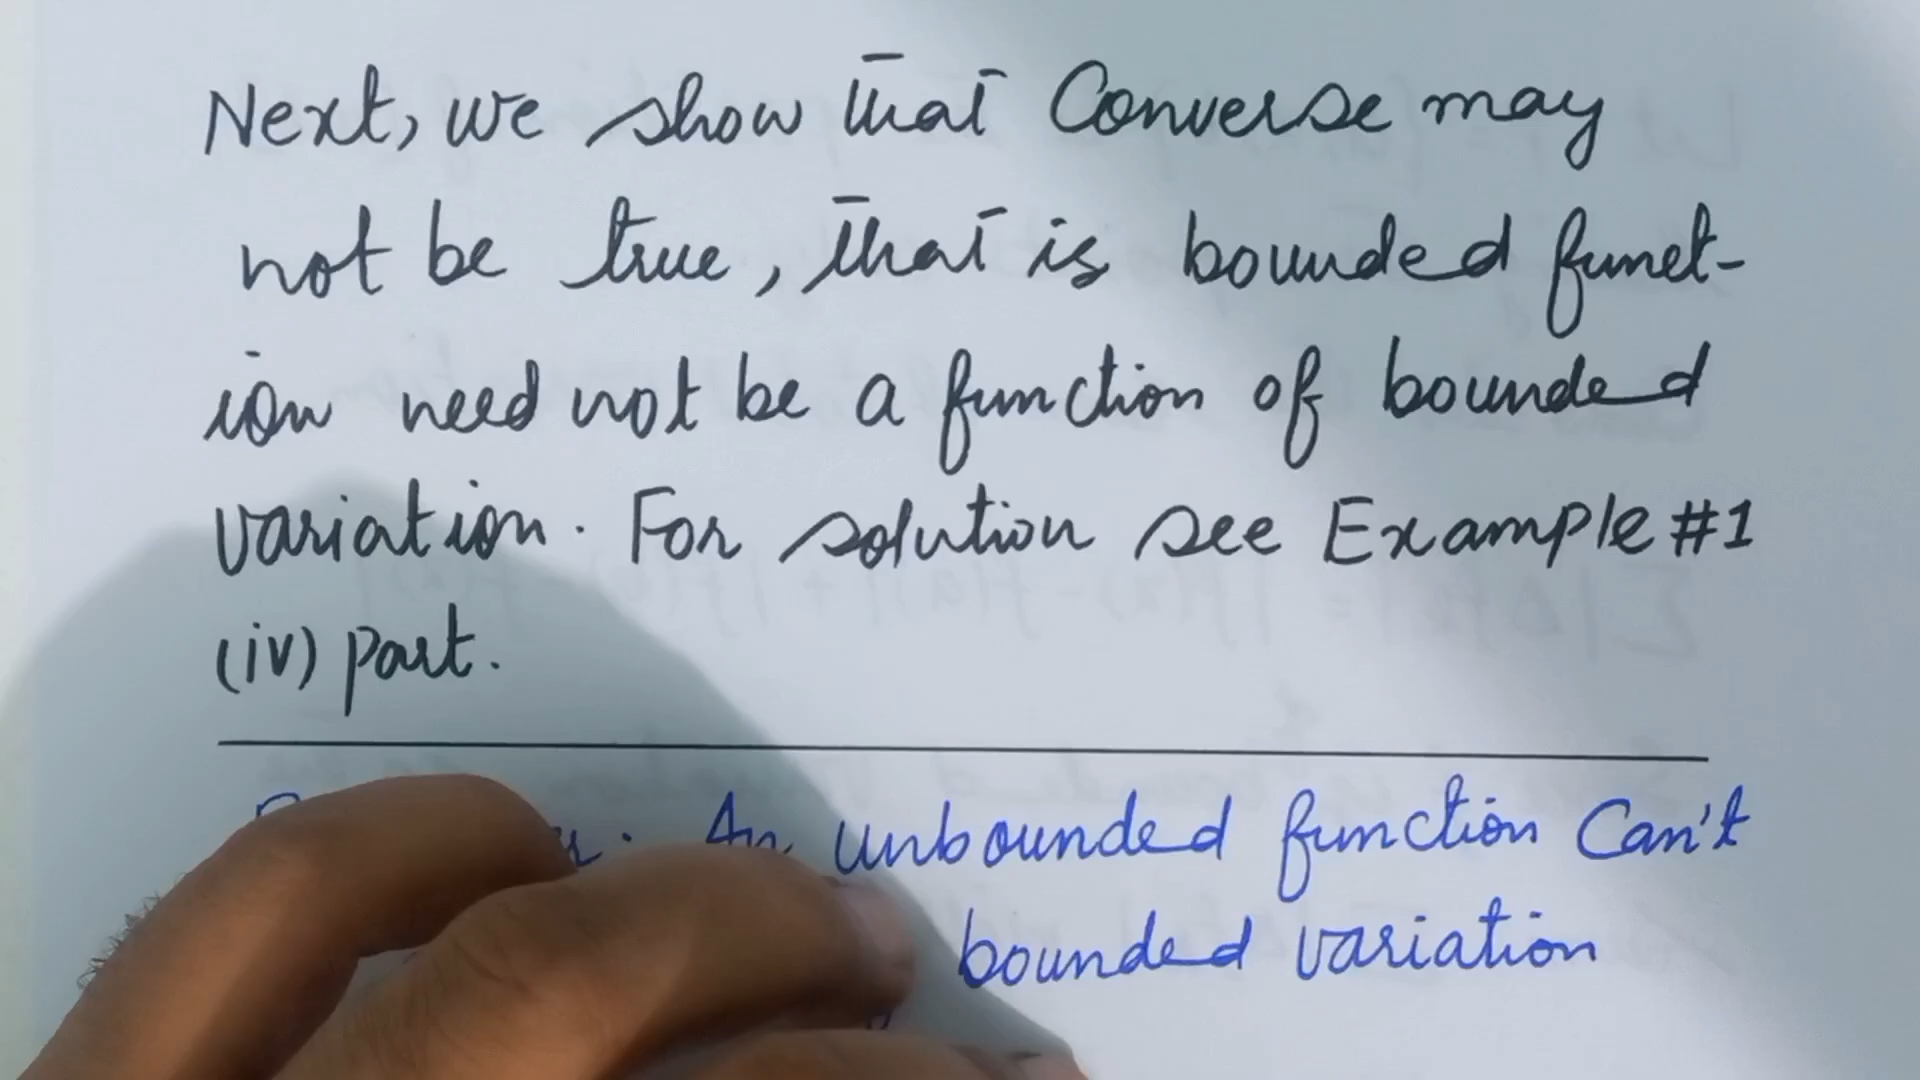 Next, we show that Converse may
not be true, that is bounded funct-
ion need not be a function of bounded
variation. For solution see Example #1
(iv) part.
An unbounded function Can't
bounded variation